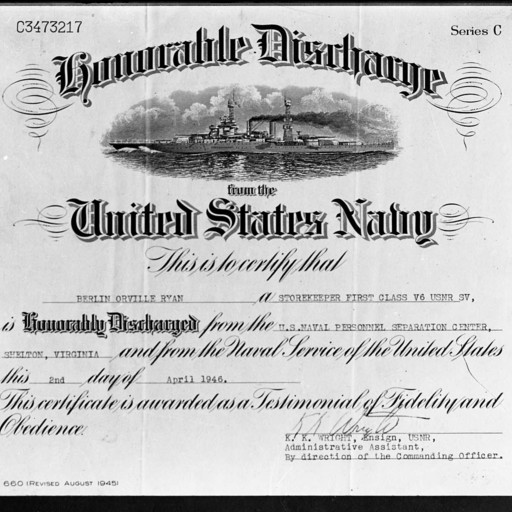 C3473217
Series C
Honorable Discharge
from the
United States Navy
This is to certify that
BERLIN ORVILLE RYAN a STOREKEEPER FIRST CLASS V6 USNR SV,
is Honorably Discharged from the U.S.NAVAL PERSONNEL SEPARATION CENTER,
SHELTON, VIRGINIA and from the Naval Service of the United States
this 2nd day of April 1946.
This certificate is awarded as a Testimonial of Fidelity and
Obedience.
K K Wright
K. K. WRIGHT, Ensign, USNR,
Administrative Assistant,
By direction of the Commanding Officer.
660 (REVISED AUGUST 1945)